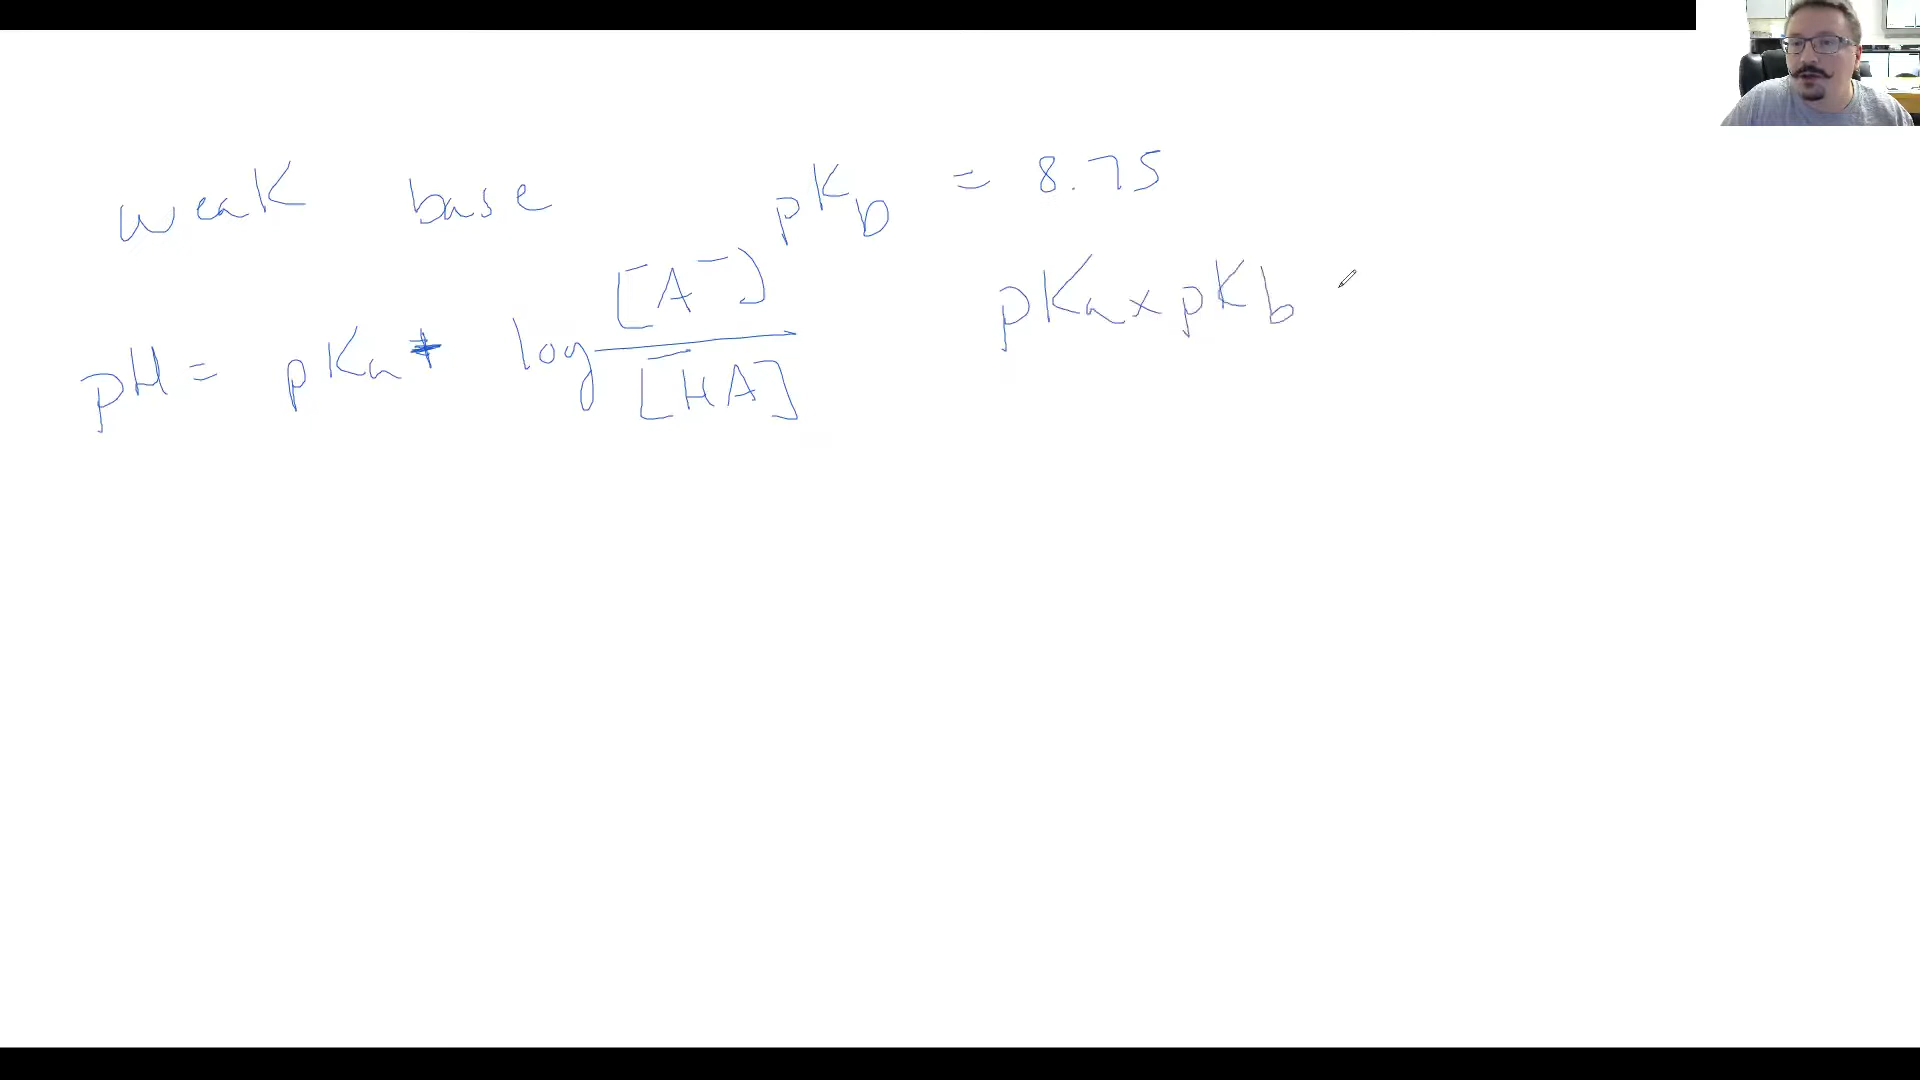 weak base pKb = 8.75
pH = pKa + log [A⁻] / [HA]
pKa x pKb